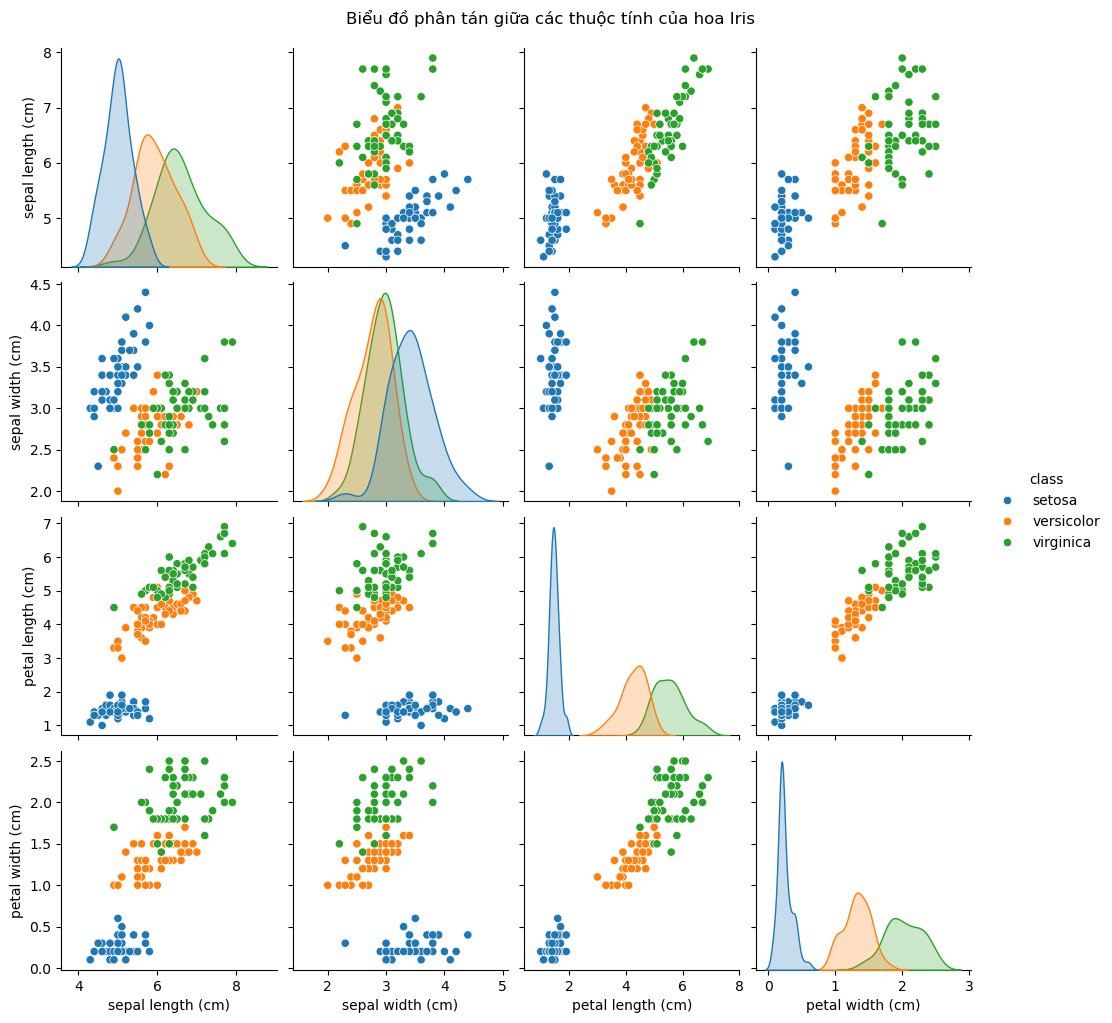 Biểu đồ phân tán giữa các thuộc tính của hoa Iris
8
7
6
5
sepal length (cm)
4.5
4.0
3.5
3.0
2.5
2.0
sepal width (cm)
class
setosa
versicolor
virginica
7
6
5
4
3
2
1
petal length (cm)
2.5
2.0
1.5
1.0
0.5
0.0
petal width (cm)
4 6 8
sepal length (cm)
2 3 4 5
sepal width (cm)
2 4 6 8
petal length (cm)
0 1 2 3
petal width (cm)